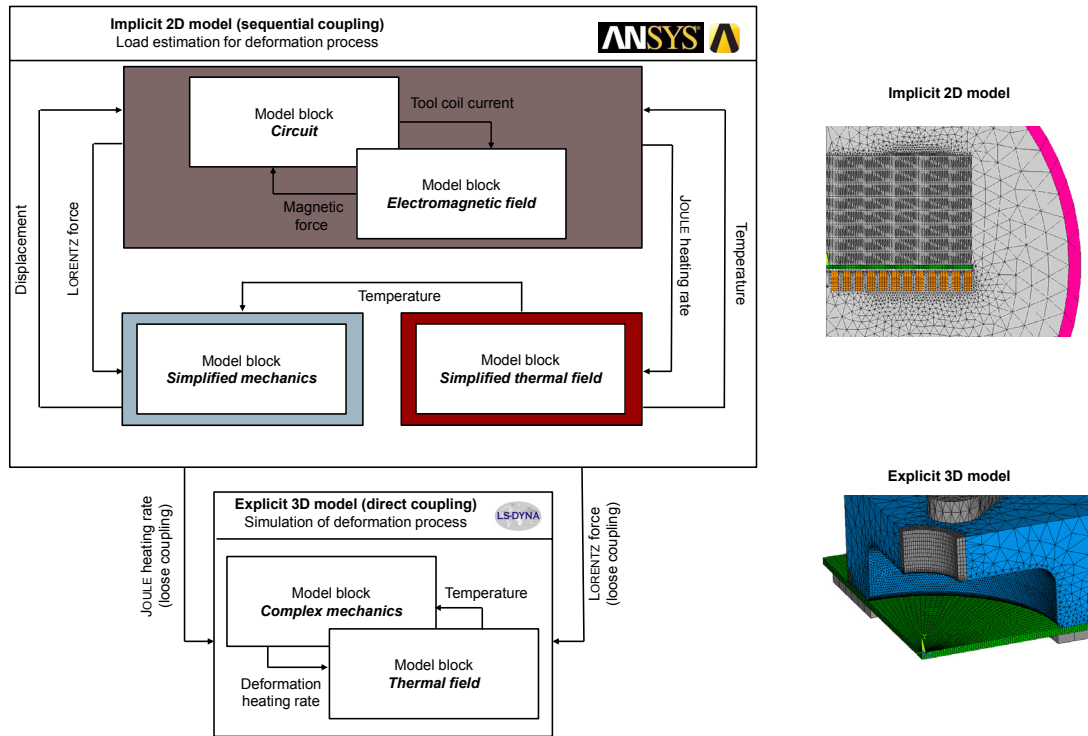 Implicit 2D model (sequential coupling)
Load estimation for deformation process
ANSYS®
Model block
Circuit
Tool coil current
Model block
Electromagnetic field
Magnetic
force
Displacement
LORENTZ force
JOULE heating rate
Temperature
Temperature
Model block
Simplified mechanics
Model block
Simplified thermal field
JOULE heating rate
(loose coupling)
Explicit 3D model (direct coupling)
Simulation of deformation process
LS-DYNA
LORENTZ force
(loose coupling)
Model block
Complex mechanics
Temperature
Model block
Thermal field
Deformation
heating rate
Implicit 2D model
Explicit 3D model